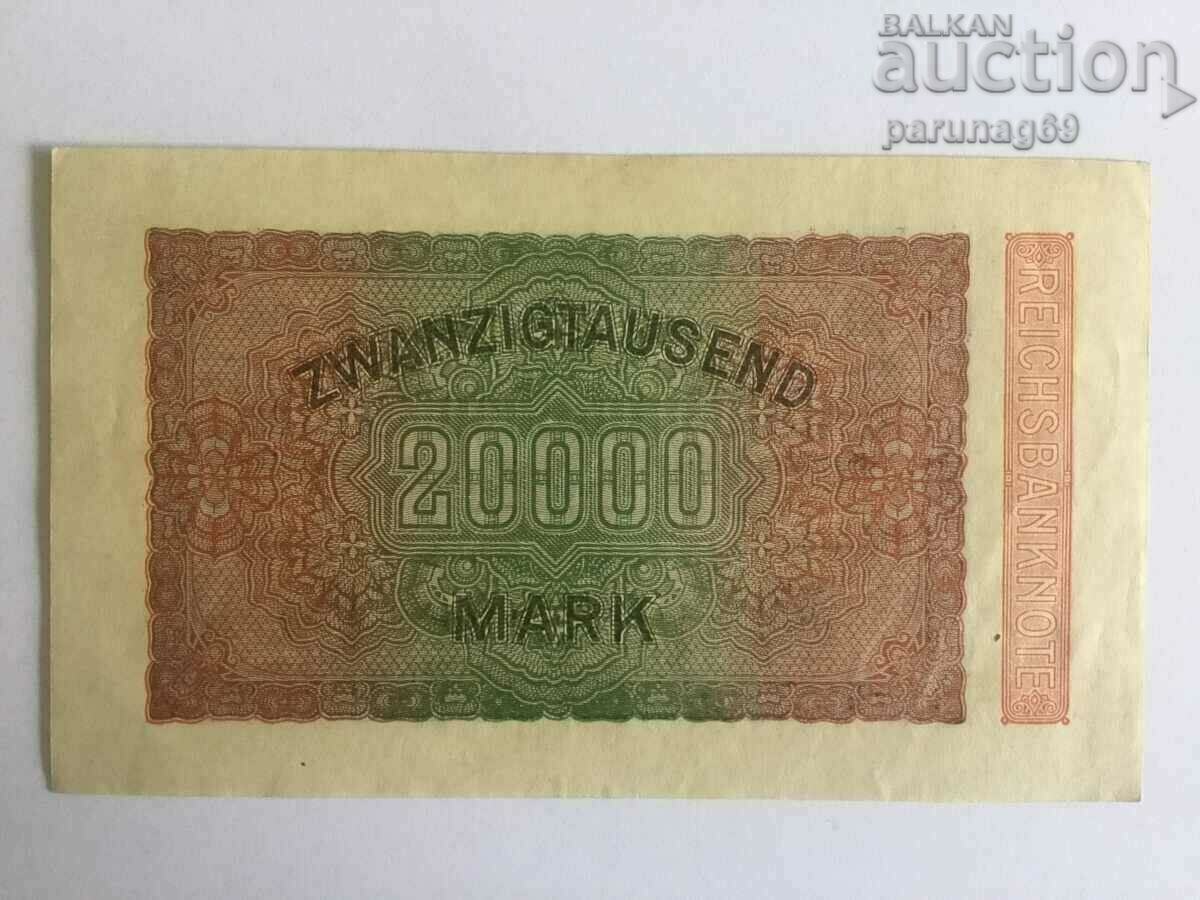 BALKAN
auction
parunag69
ZWANZIGTAUSEND
20000
MARK
REICHSBANKNOTE